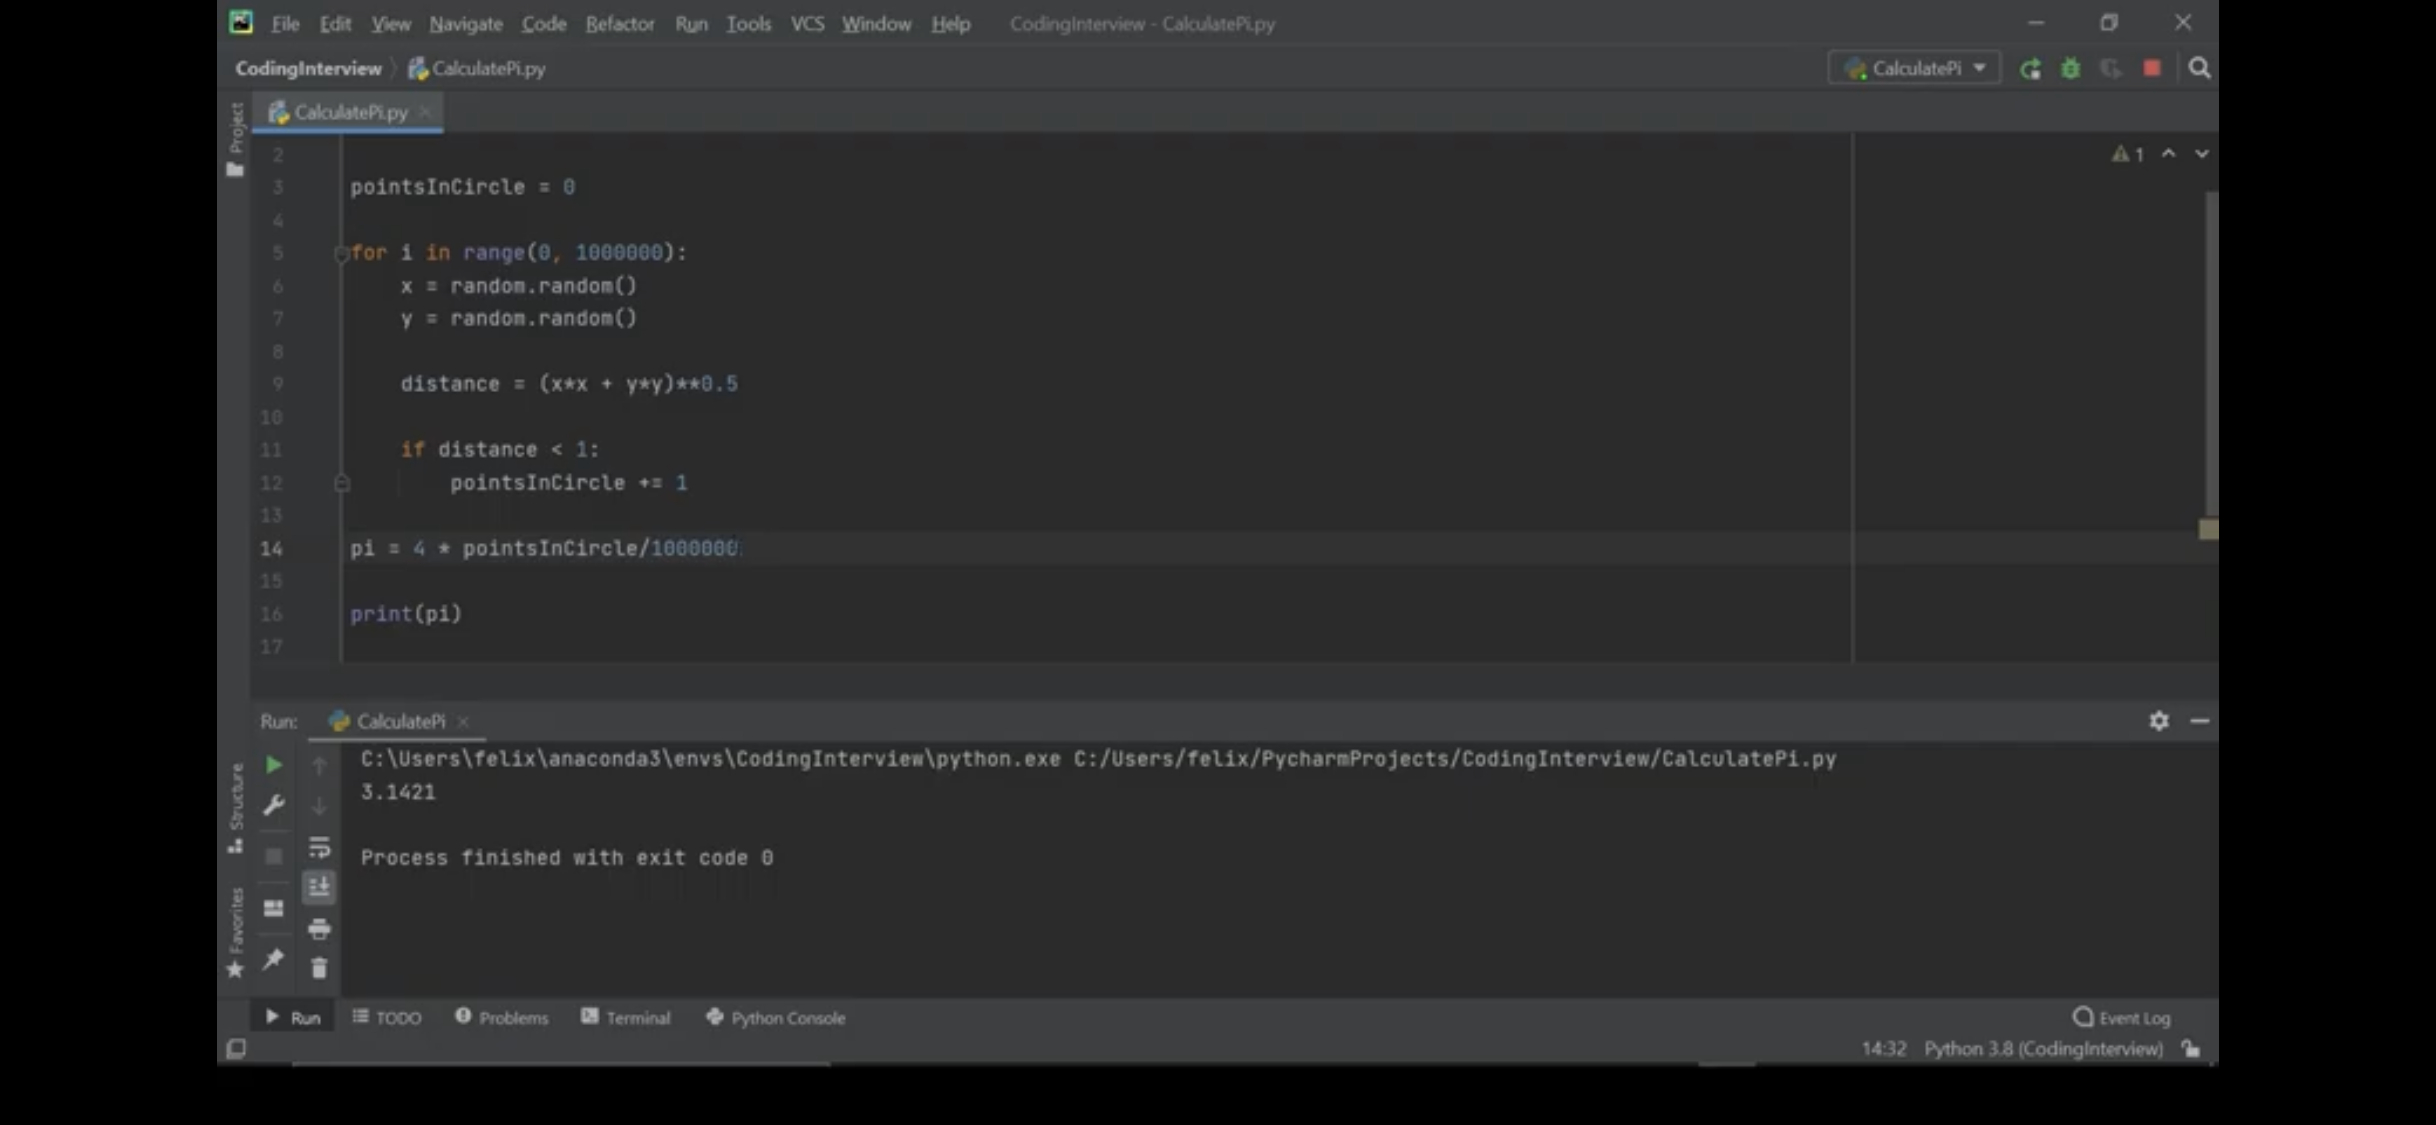 File Edit View Navigate Code Refactor Run Tools VCS Window Help CodingInterview - CalculatePi.py
CodingInterview CalculatePi.py CalculatePi
Project
CalculatePi.py
1
2
3 pointsInCircle = 0
4
5 for i in range(0, 1000000):
6 x = random.random()
7 y = random.random()
8
9 distance = (x*x + y*y)**0.5
10
11 if distance < 1:
12 pointsInCircle += 1
13
14 pi = 4 * pointsInCircle/1000000
15
16 print(pi)
17
Run: CalculatePi
C:\Users\felix\anaconda3\envs\CodingInterview\python.exe C:/Users/felix/PycharmProjects/CodingInterview/CalculatePi.py
3.1421
Structure
Process finished with exit code 0
Favorites
Run TODO Problems Terminal Python Console Event Log
14:32 Python 3.8 (CodingInterview)